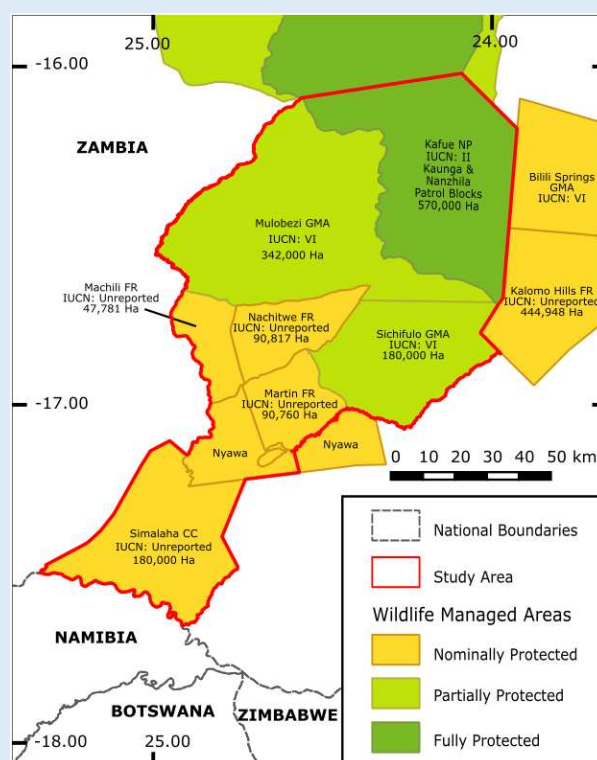 25.00
24.00
-16.00
ZAMBIA
Kafue NP
IUCN: II
Kaunga &
Nanzhila
Patrol Blocks
570,000 Ha
Bilili Springs
GMA
IUCN: VI
Mulobezi GMA
IUCN: VI
342,000 Ha
Machili FR
IUCN: Unreported
47,781 Ha
Kalomo Hills FR
IUCN: Unreported
444,948 Ha
Nachitwe FR
IUCN: Unreported
90,817 Ha
Sichifulo GMA
IUCN: VI
180,000 Ha
Martin FR
IUCN: Unreported
90,760 Ha
-17.00
Nyawa
Nyawa
0 10 20 30 40 50 km
Simalaha CC
IUCN: Unreported
180,000 Ha
National Boundaries
Study Area
Wildlife Managed Areas
Nominally Protected
Partially Protected
Fully Protected
NAMIBIA
BOTSWANA
ZIMBABWE
-18.00
25.00